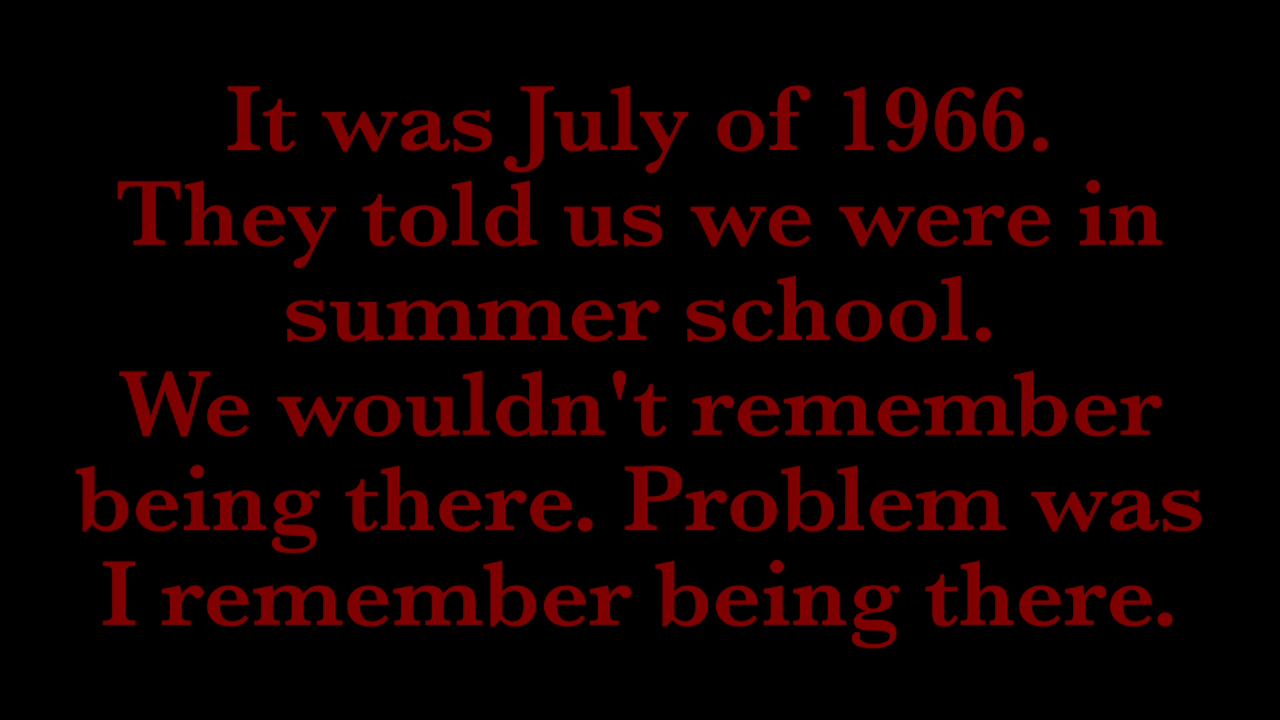 It was July of 1966.
They told us we were in
summer school.
We wouldn't remember
being there. Problem was
I remember being there.